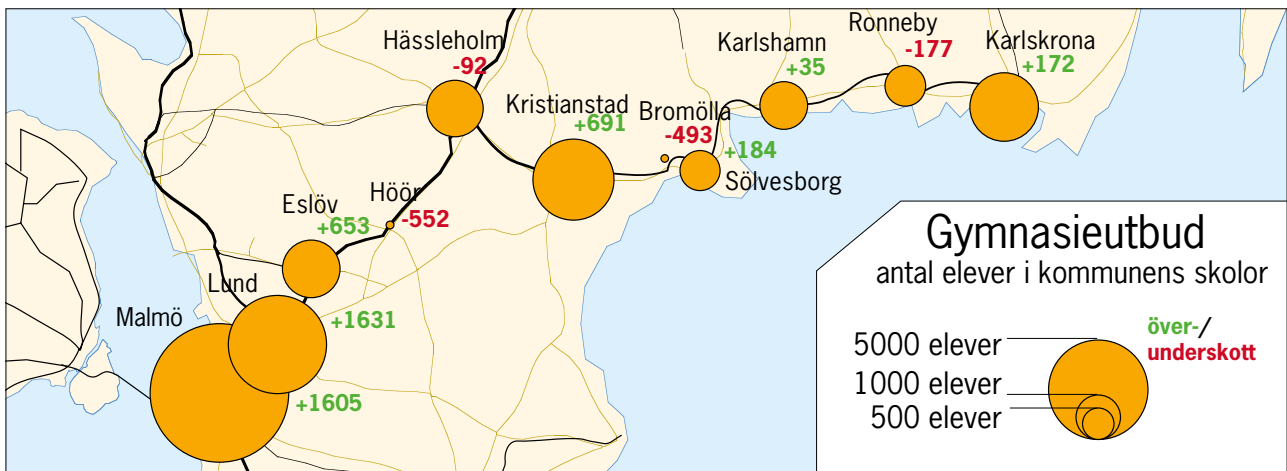 Hässleholm
-92
Karlshamn
+35
Ronneby
-177
Karlskrona
+172
Kristianstad
+691
Bromölla
-493
+184
Sölvesborg
Höör
-552
Eslöv
+653
Lund
+1631
Malmö
+1605
Gymnasieutbud
antal elever i kommunens skolor
över-/
underskott
5000 elever
1000 elever
500 elever